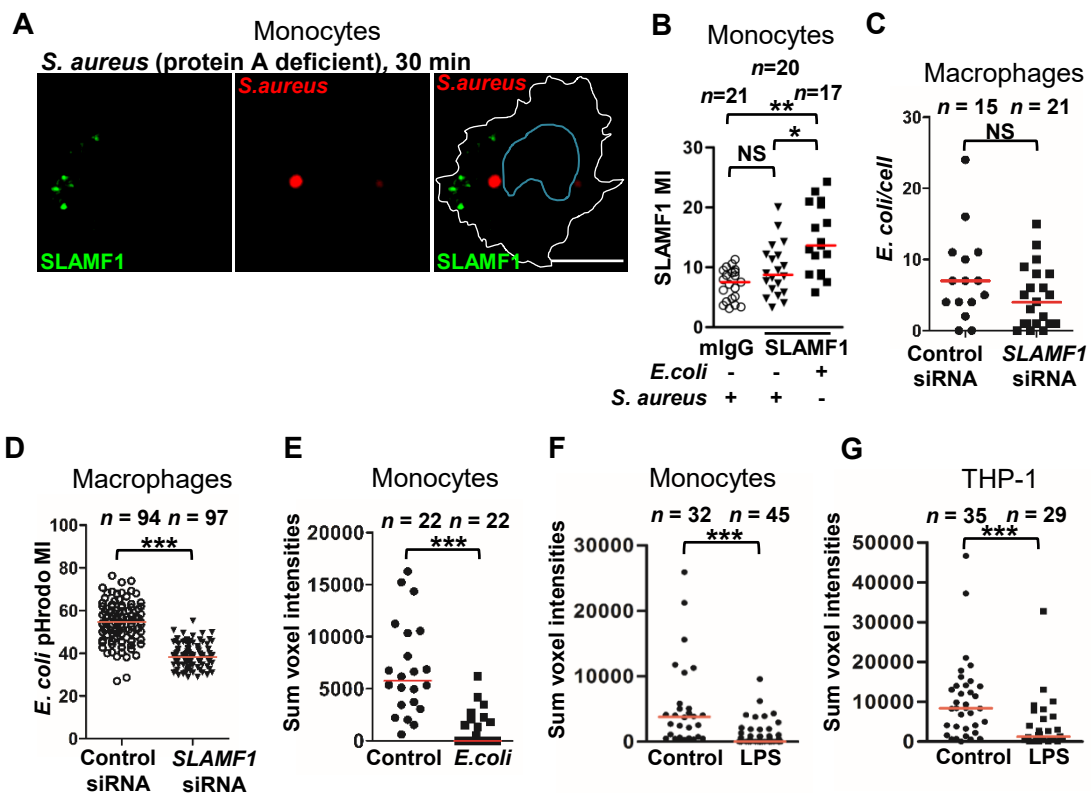 A
Monocytes
S. aureus (protein A deficient), 30 min
SLAMF1
S.aureus
S.aureus
SLAMF1
B
Monocytes
n=20
n=21
n=17
**
*
NS
SLAMF1 MI
30
20
10
0
mIgG
SLAMF1
E.coli - - +
S. aureus + + -
C
Macrophages
n = 15 n = 21
NS
E. coli/cell
30
20
10
0
Control siRNA
SLAMF1 siRNA
D
Macrophages
n = 94 n = 97
***
E. coli pHrodo MI
100
80
60
40
20
0
Control siRNA
SLAMF1 siRNA
E
Monocytes
n = 22 n = 22
***
Sum voxel intensities
20000
15000
10000
5000
0
Control E.coli
F
Monocytes
n = 32 n = 45
***
Sum voxel intensities
30000
20000
10000
0
Control LPS
G
THP-1
n = 35 n = 29
***
Sum voxel intensities
50000
40000
30000
20000
10000
0
Control LPS